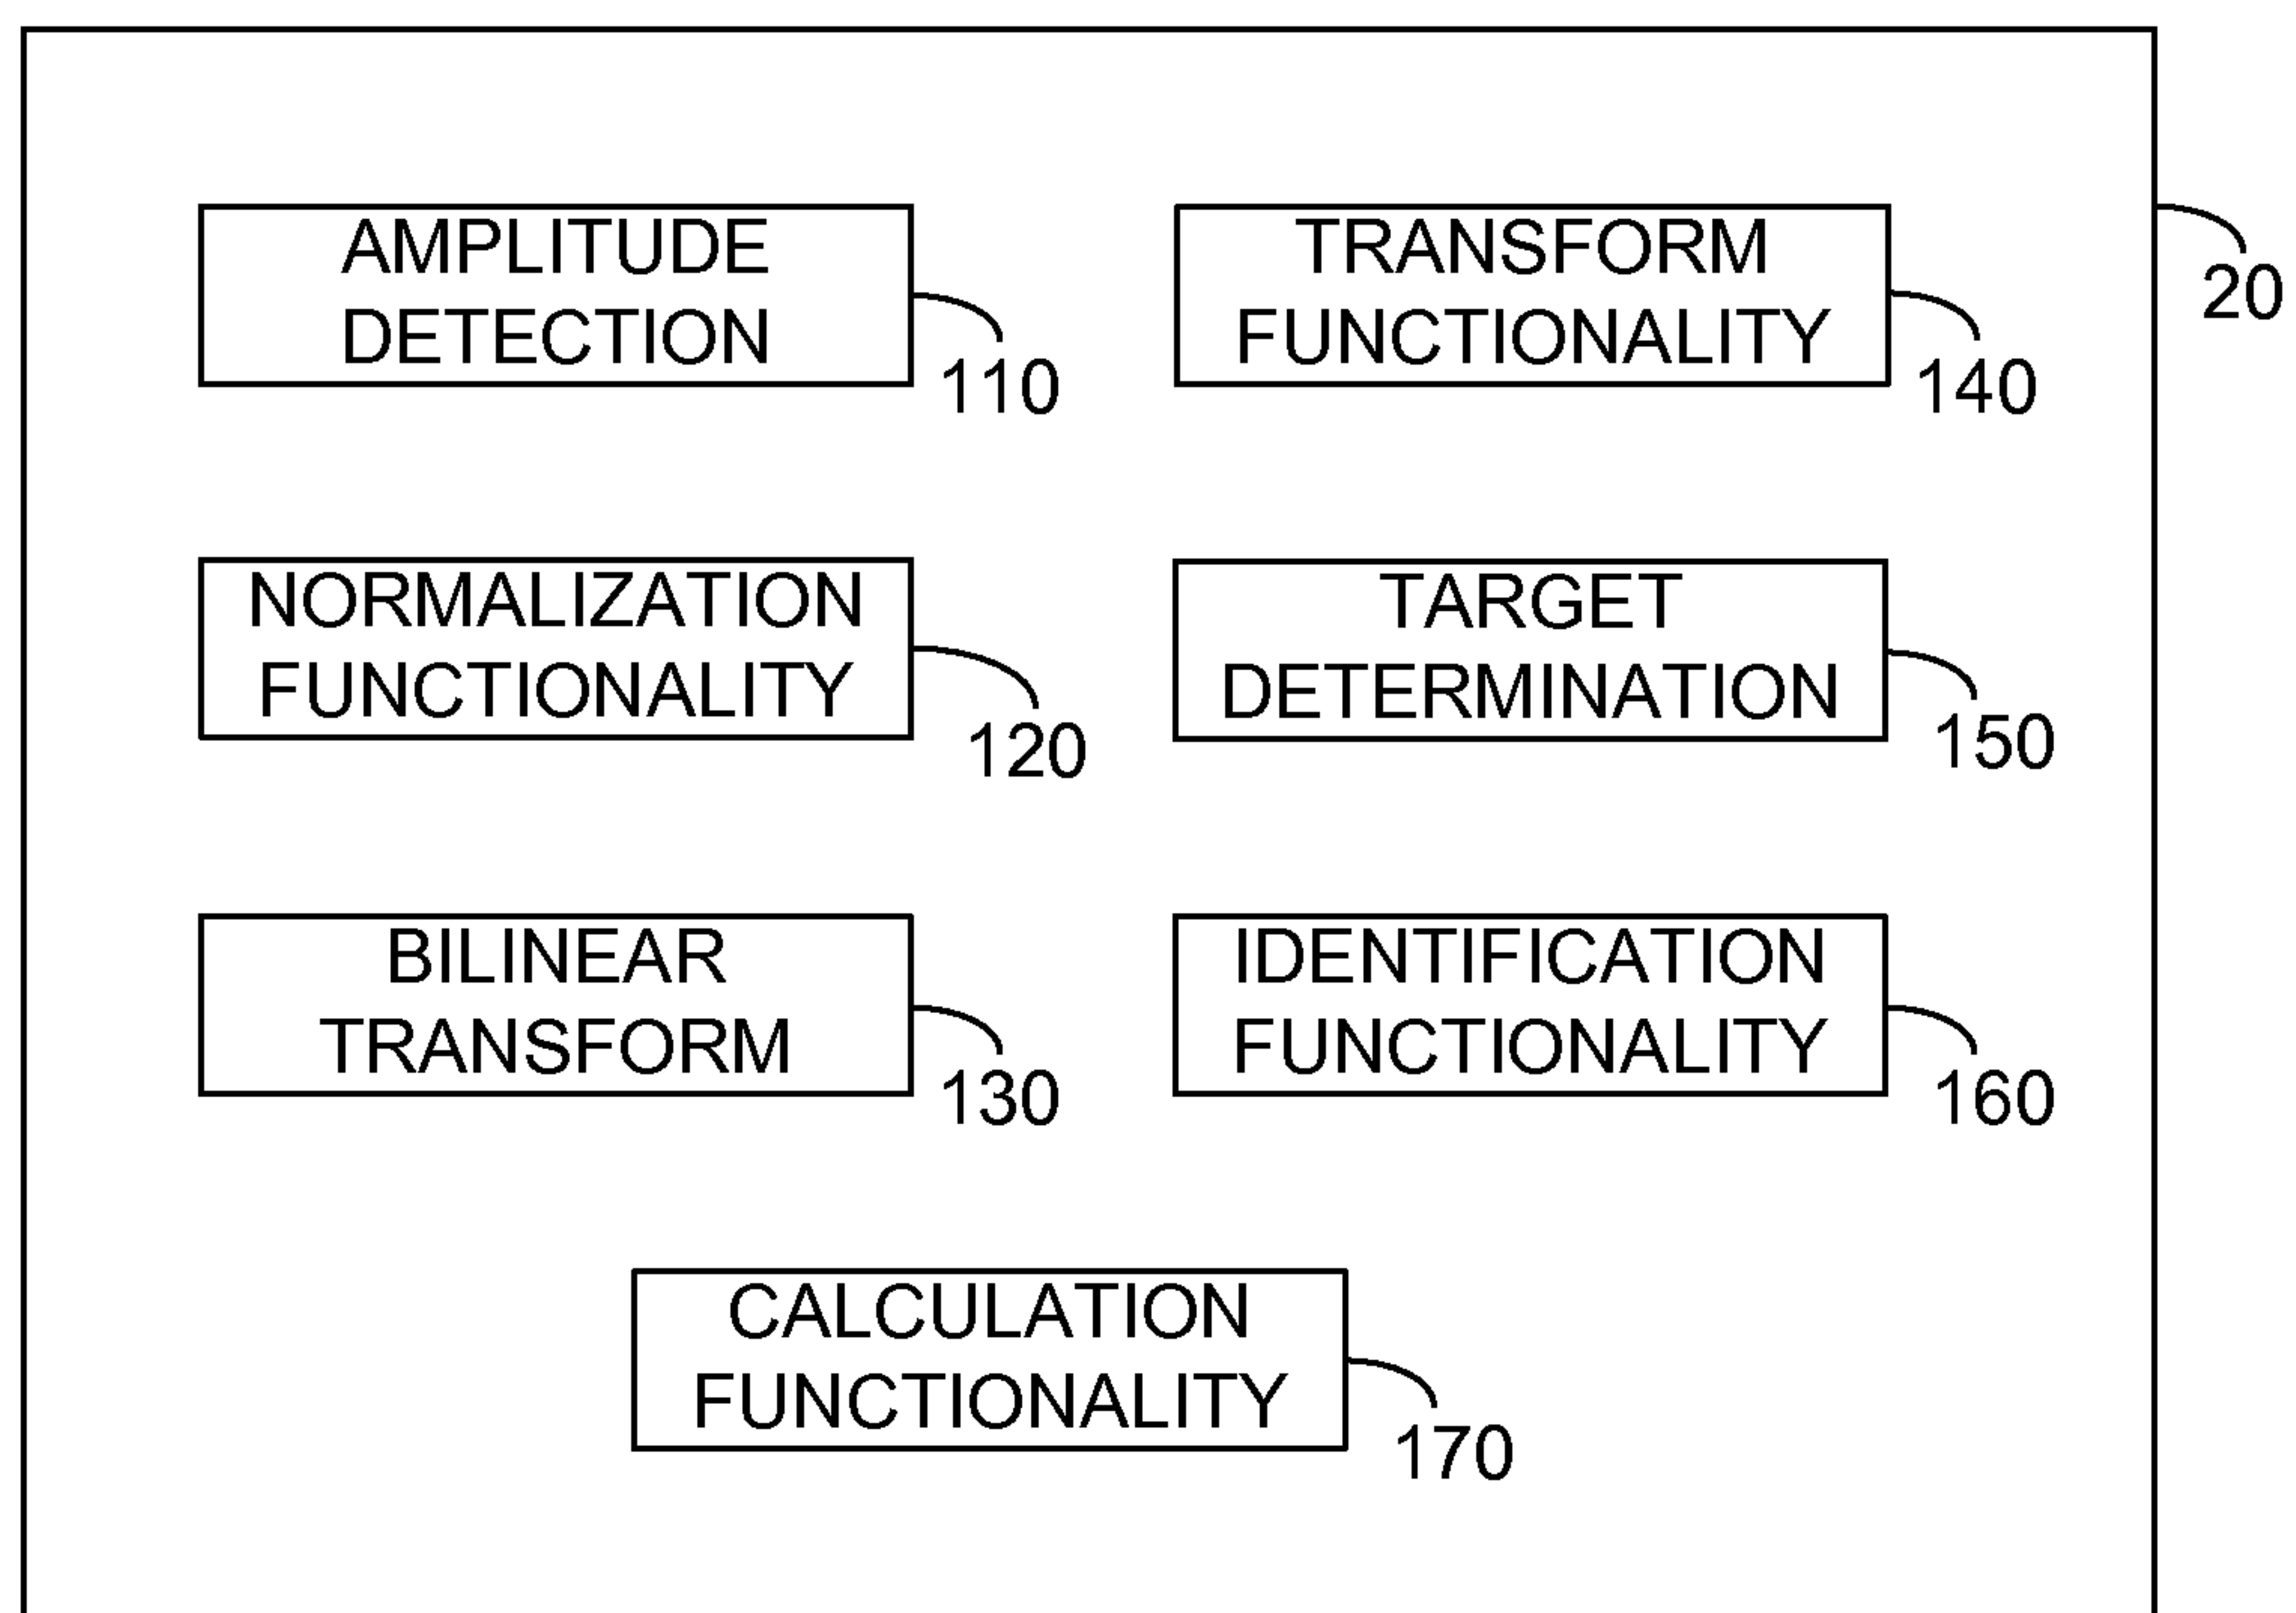 AMPLITUDE
DETECTION
110
TRANSFORM
FUNCTIONALITY
140
20
NORMALIZATION
FUNCTIONALITY
120
TARGET
DETERMINATION
150
BILINEAR
TRANSFORM
130
IDENTIFICATION
FUNCTIONALITY
160
CALCULATION
FUNCTIONALITY
170